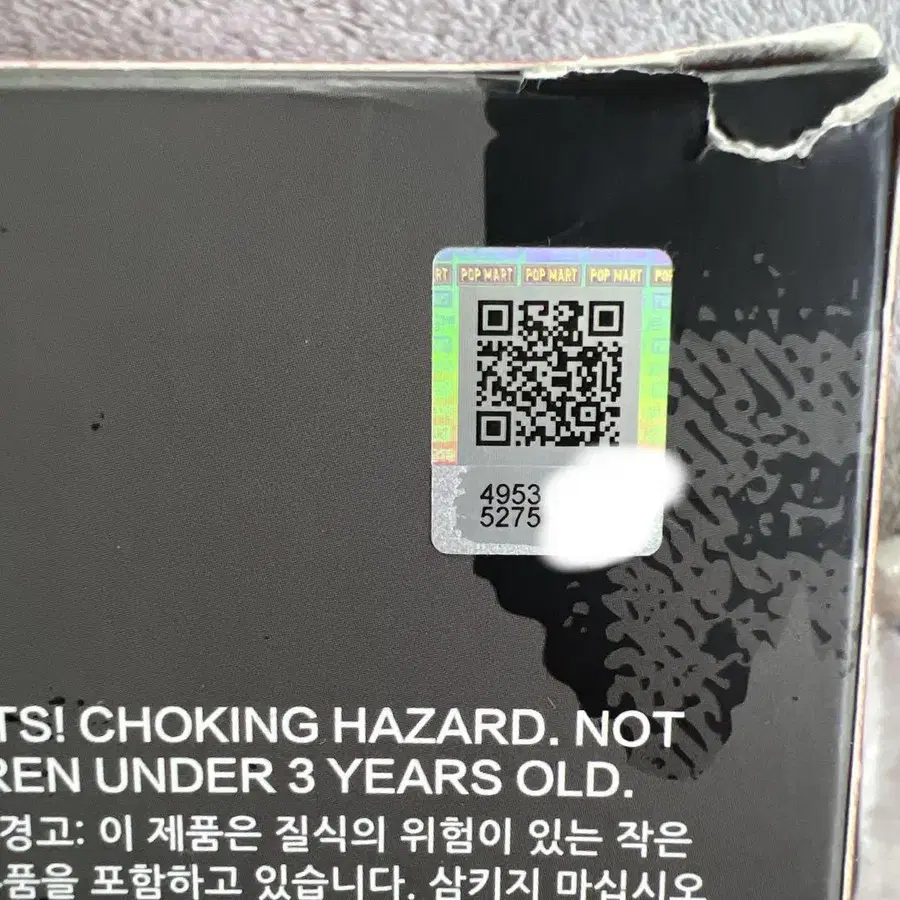 RT POP MART POP MART POP MART POP
4953
5275
TS! CHOKING HAZARD. NOT
REN UNDER 3 YEARS OLD.
경고: 이 제품은 질식의 위험이 있는 작은
품을 포함하고 있습니다. 삼키지 마십시오